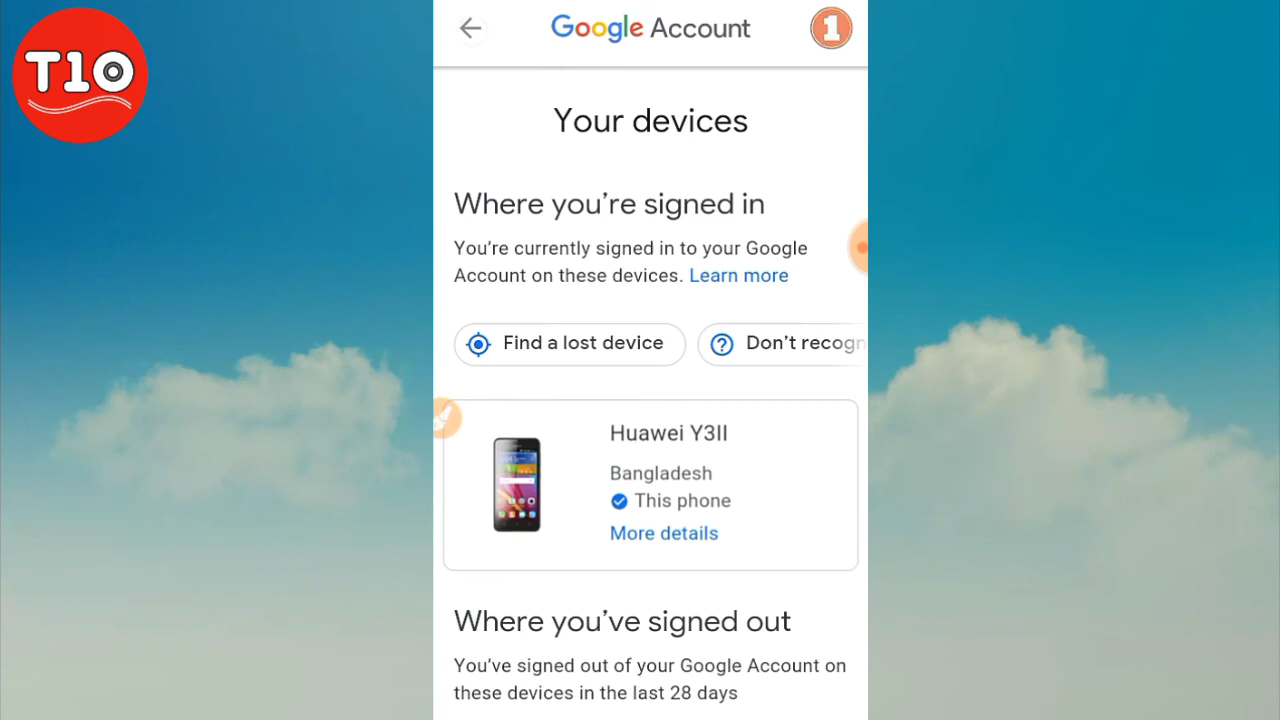 T10
Google Account
1
Your devices
Where you’re signed in
You’re currently signed in to your Google
Account on these devices. Learn more
Find a lost device
Don’t recogn
Huawei Y3II
Bangladesh
This phone
More details
Where you’ve signed out
You’ve signed out of your Google Account on
these devices in the last 28 days